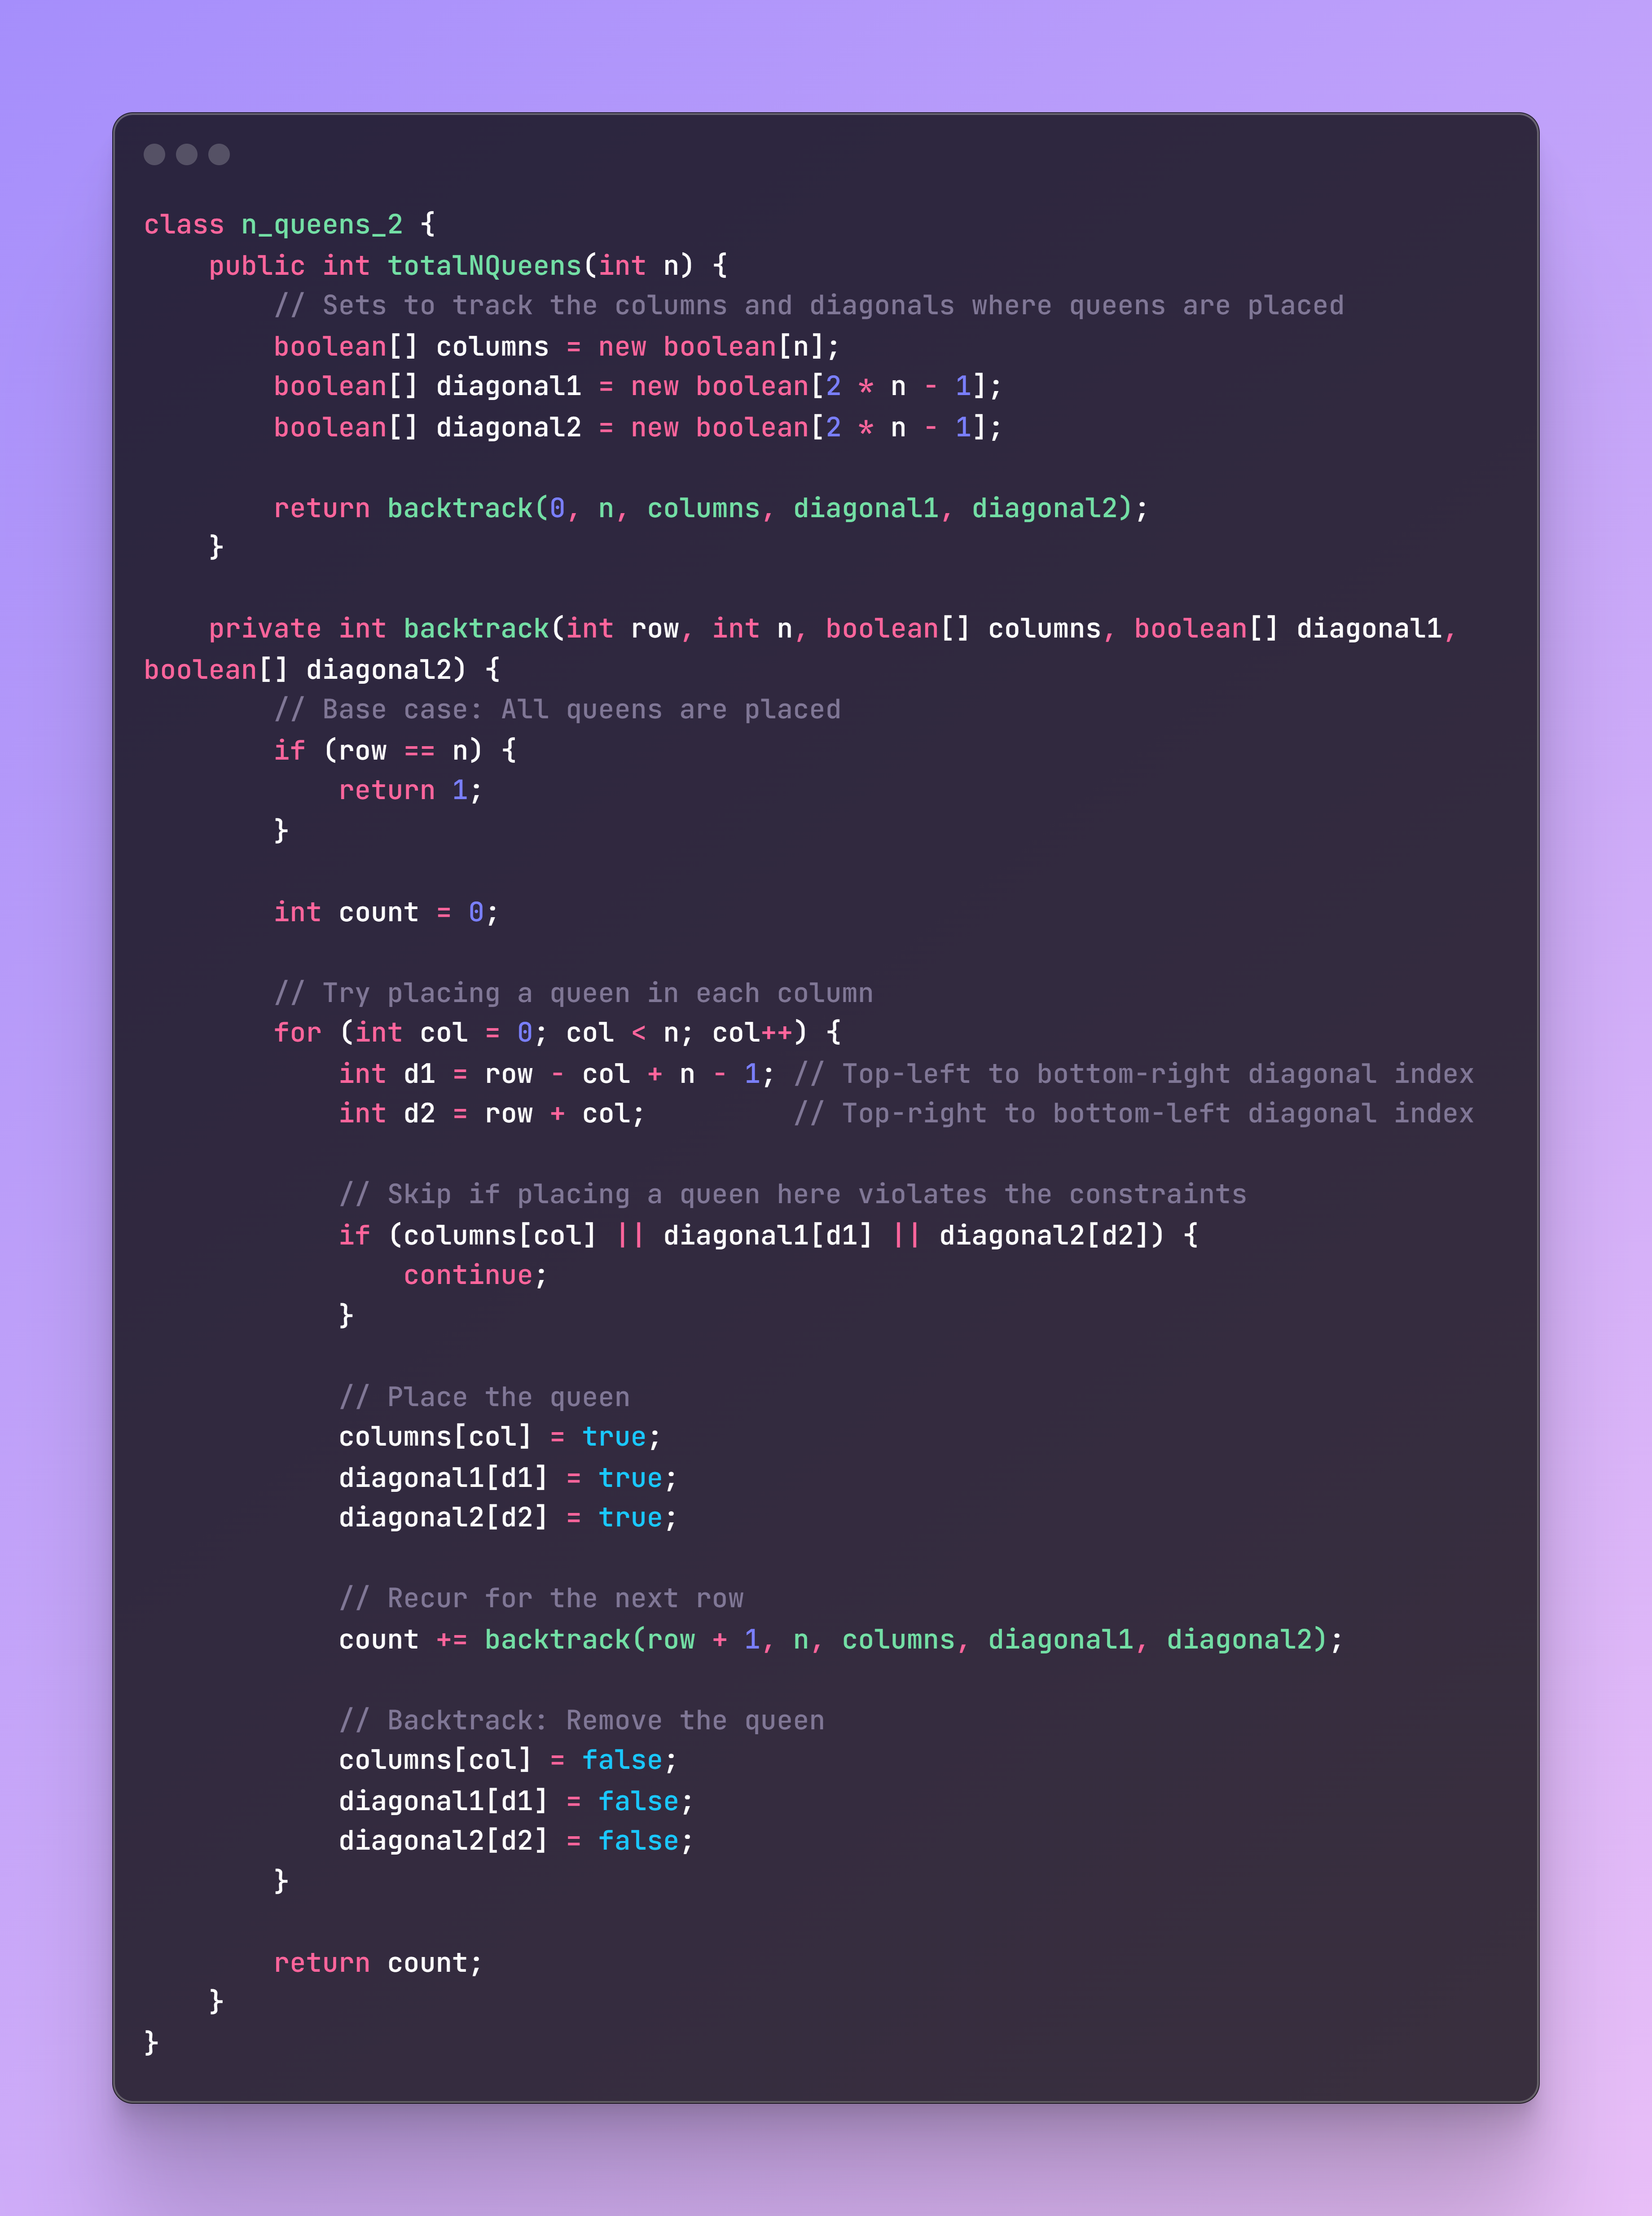 class n_queens_2 {
    public int totalNQueens(int n) {
        // Sets to track the columns and diagonals where queens are placed
        boolean[] columns = new boolean[n];
        boolean[] diagonal1 = new boolean[2 * n - 1];
        boolean[] diagonal2 = new boolean[2 * n - 1];

        return backtrack(0, n, columns, diagonal1, diagonal2);
    }

    private int backtrack(int row, int n, boolean[] columns, boolean[] diagonal1,
boolean[] diagonal2) {
        // Base case: All queens are placed
        if (row == n) {
            return 1;
        }

        int count = 0;

        // Try placing a queen in each column
        for (int col = 0; col < n; col++) {
            int d1 = row - col + n - 1; // Top-left to bottom-right diagonal index
            int d2 = row + col;         // Top-right to bottom-left diagonal index

            // Skip if placing a queen here violates the constraints
            if (columns[col] || diagonal1[d1] || diagonal2[d2]) {
                continue;
            }

            // Place the queen
            columns[col] = true;
            diagonal1[d1] = true;
            diagonal2[d2] = true;

            // Recur for the next row
            count += backtrack(row + 1, n, columns, diagonal1, diagonal2);

            // Backtrack: Remove the queen
            columns[col] = false;
            diagonal1[d1] = false;
            diagonal2[d2] = false;
        }

        return count;
    }
}